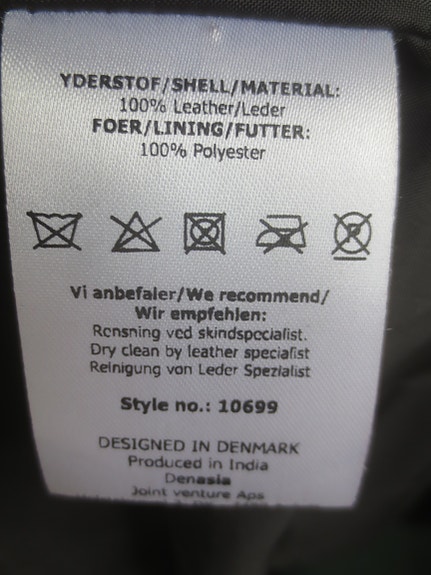 YDERSTOF/SHELL/MATERIAL:
100% Leather/Leder
FOER/LINING/FUTTER:
100% Polyester
Vi anbefaler/We recommend/
Wir empfehlen:
Rensning ved skindspecialist.
Dry clean by leather specialist
Reinigung von Leder Spezialist
Style no.: 10699
DESIGNED IN DENMARK
Produced in India
Denasia
Joint venture Aps